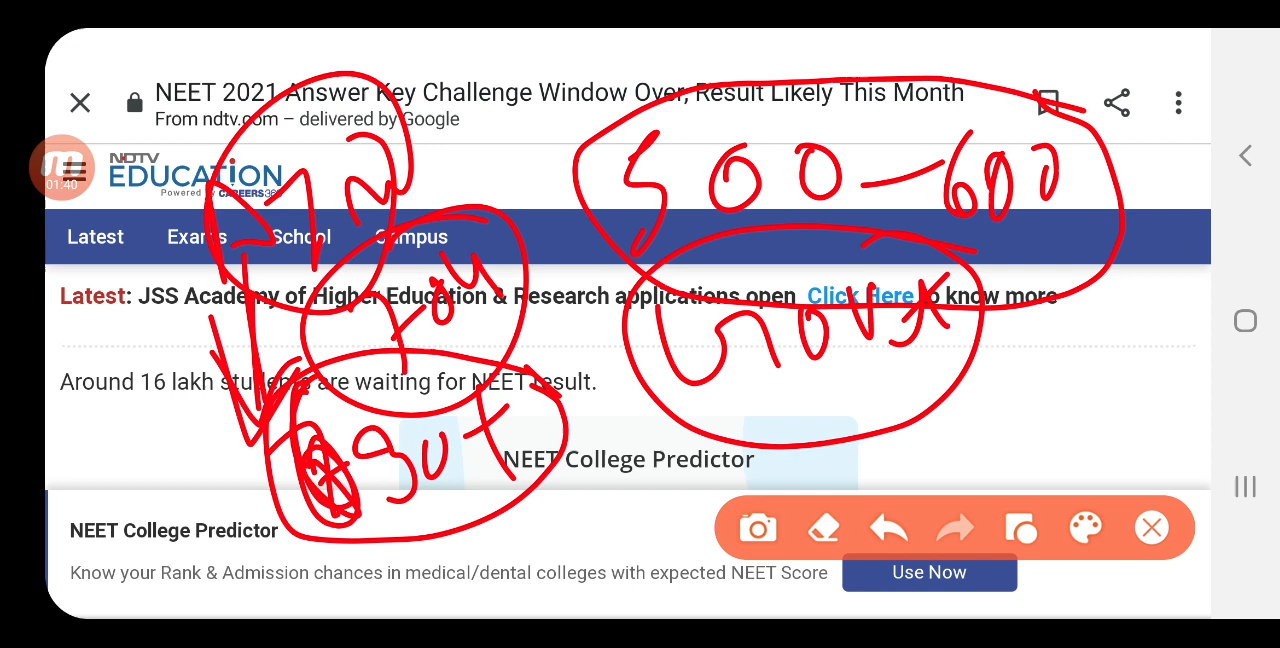 NEET 2021 Answer Key Challenge Window Over, Result Likely This Month
From ndtv.com – delivered by Google
01:40
NDTV
EDUCATION
Powered by CAREERS360
500-600
Latest Exams School Campus
Latest: JSS Academy of Higher Education & Research applications open Click Here to know more
Around 16 lakh students are waiting for NEET result.
NEET College Predictor
NEET College Predictor
Know your Rank & Admission chances in medical/dental colleges with expected NEET Score
Use Now